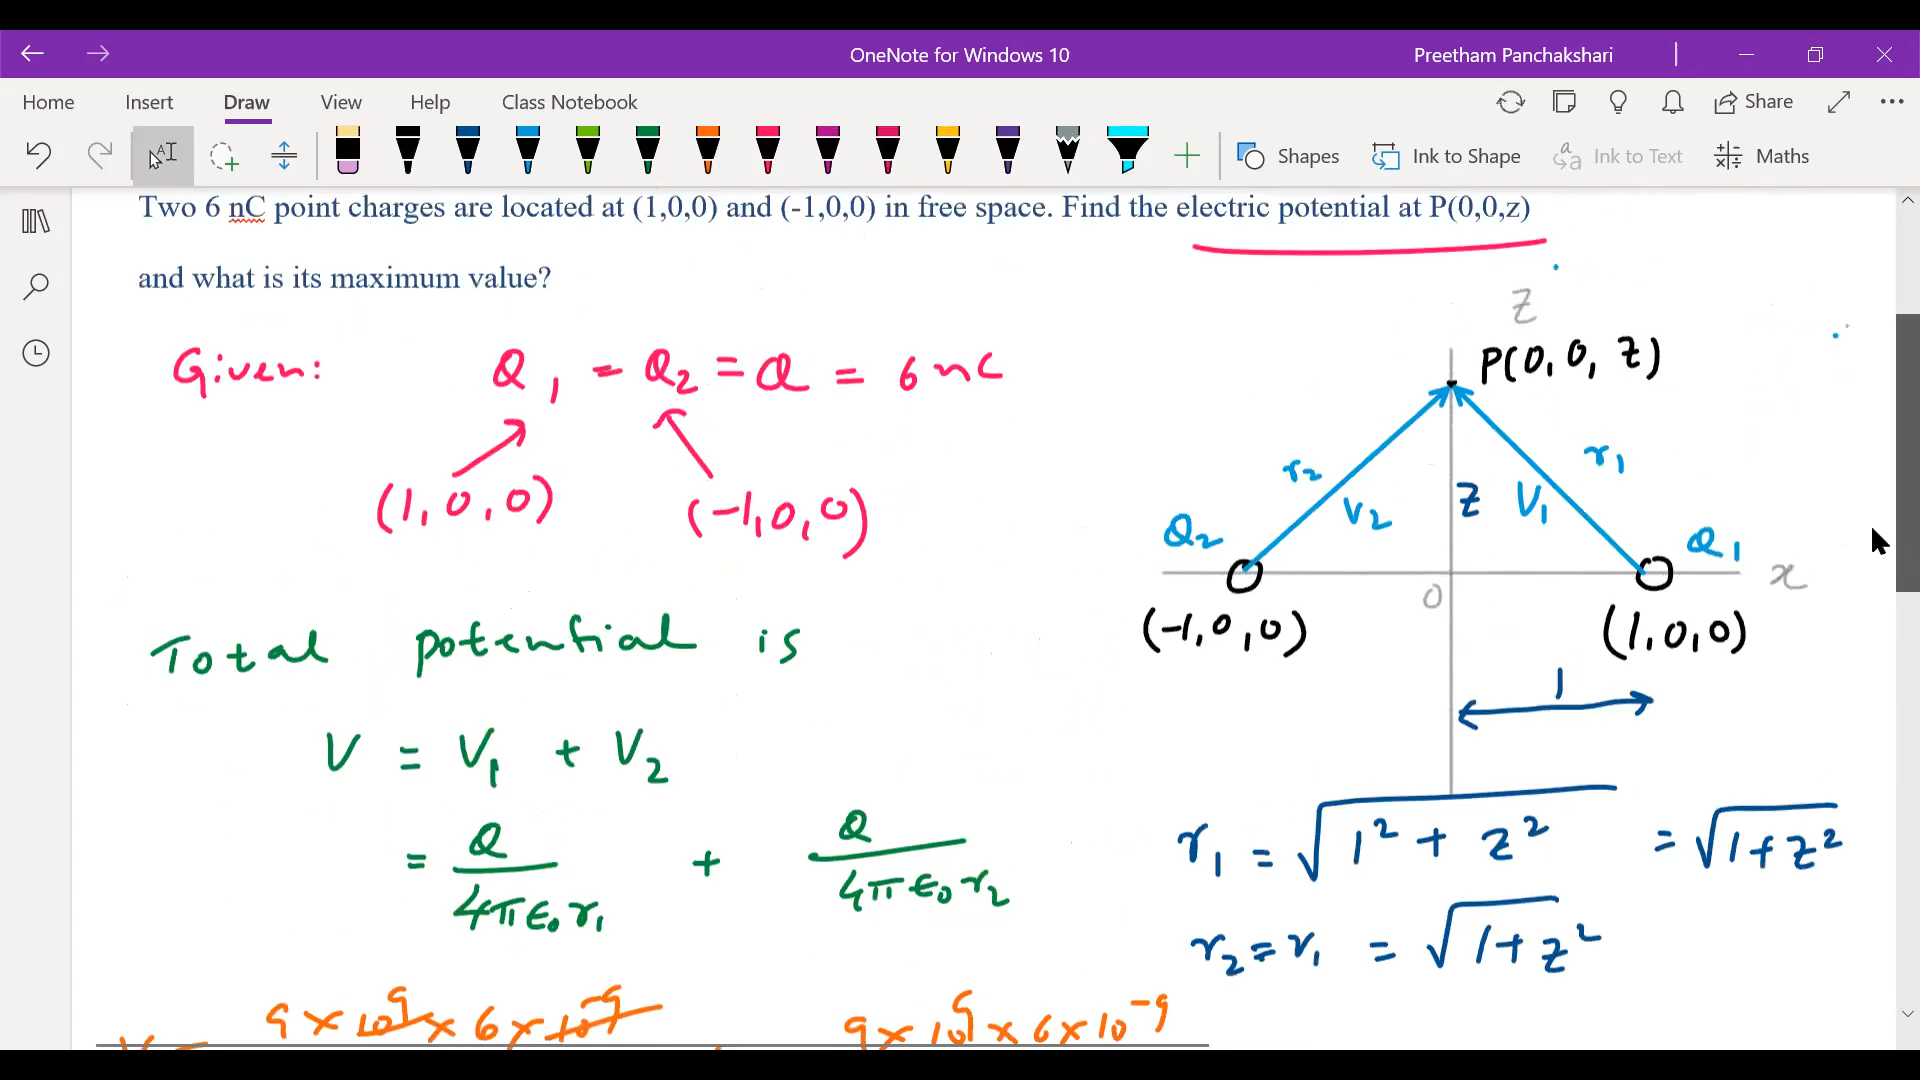 OneNote for Windows 10
Preetham Panchakshari
Home Insert Draw View Help Class Notebook
Share
Shapes Ink to Shape Ink to Text Maths
Two 6 nC point charges are located at (1,0,0) and (-1,0,0) in free space. Find the electric potential at P(0,0,z)
and what is its maximum value?
Given: Q₁ = Q₂ = Q = 6 nC
(1, 0, 0) (-1, 0, 0)
Total potential is
V = V₁ + V₂
= Q/4πϵ₀r₁ + Q/4πϵ₀r₂
9 × 10⁹ × 6 × 10⁻⁹ 9 × 10⁹ × 6 × 10⁻⁹
z
P(0, 0, z)
r₂ r₁
V₂ z V₁
Q₂ Q₁
0 x
(-1, 0, 0) (1, 0, 0)
1
r₁ = √(1² + z²) = √(1+z²)
r₂ = r₁ = √(1+z²)